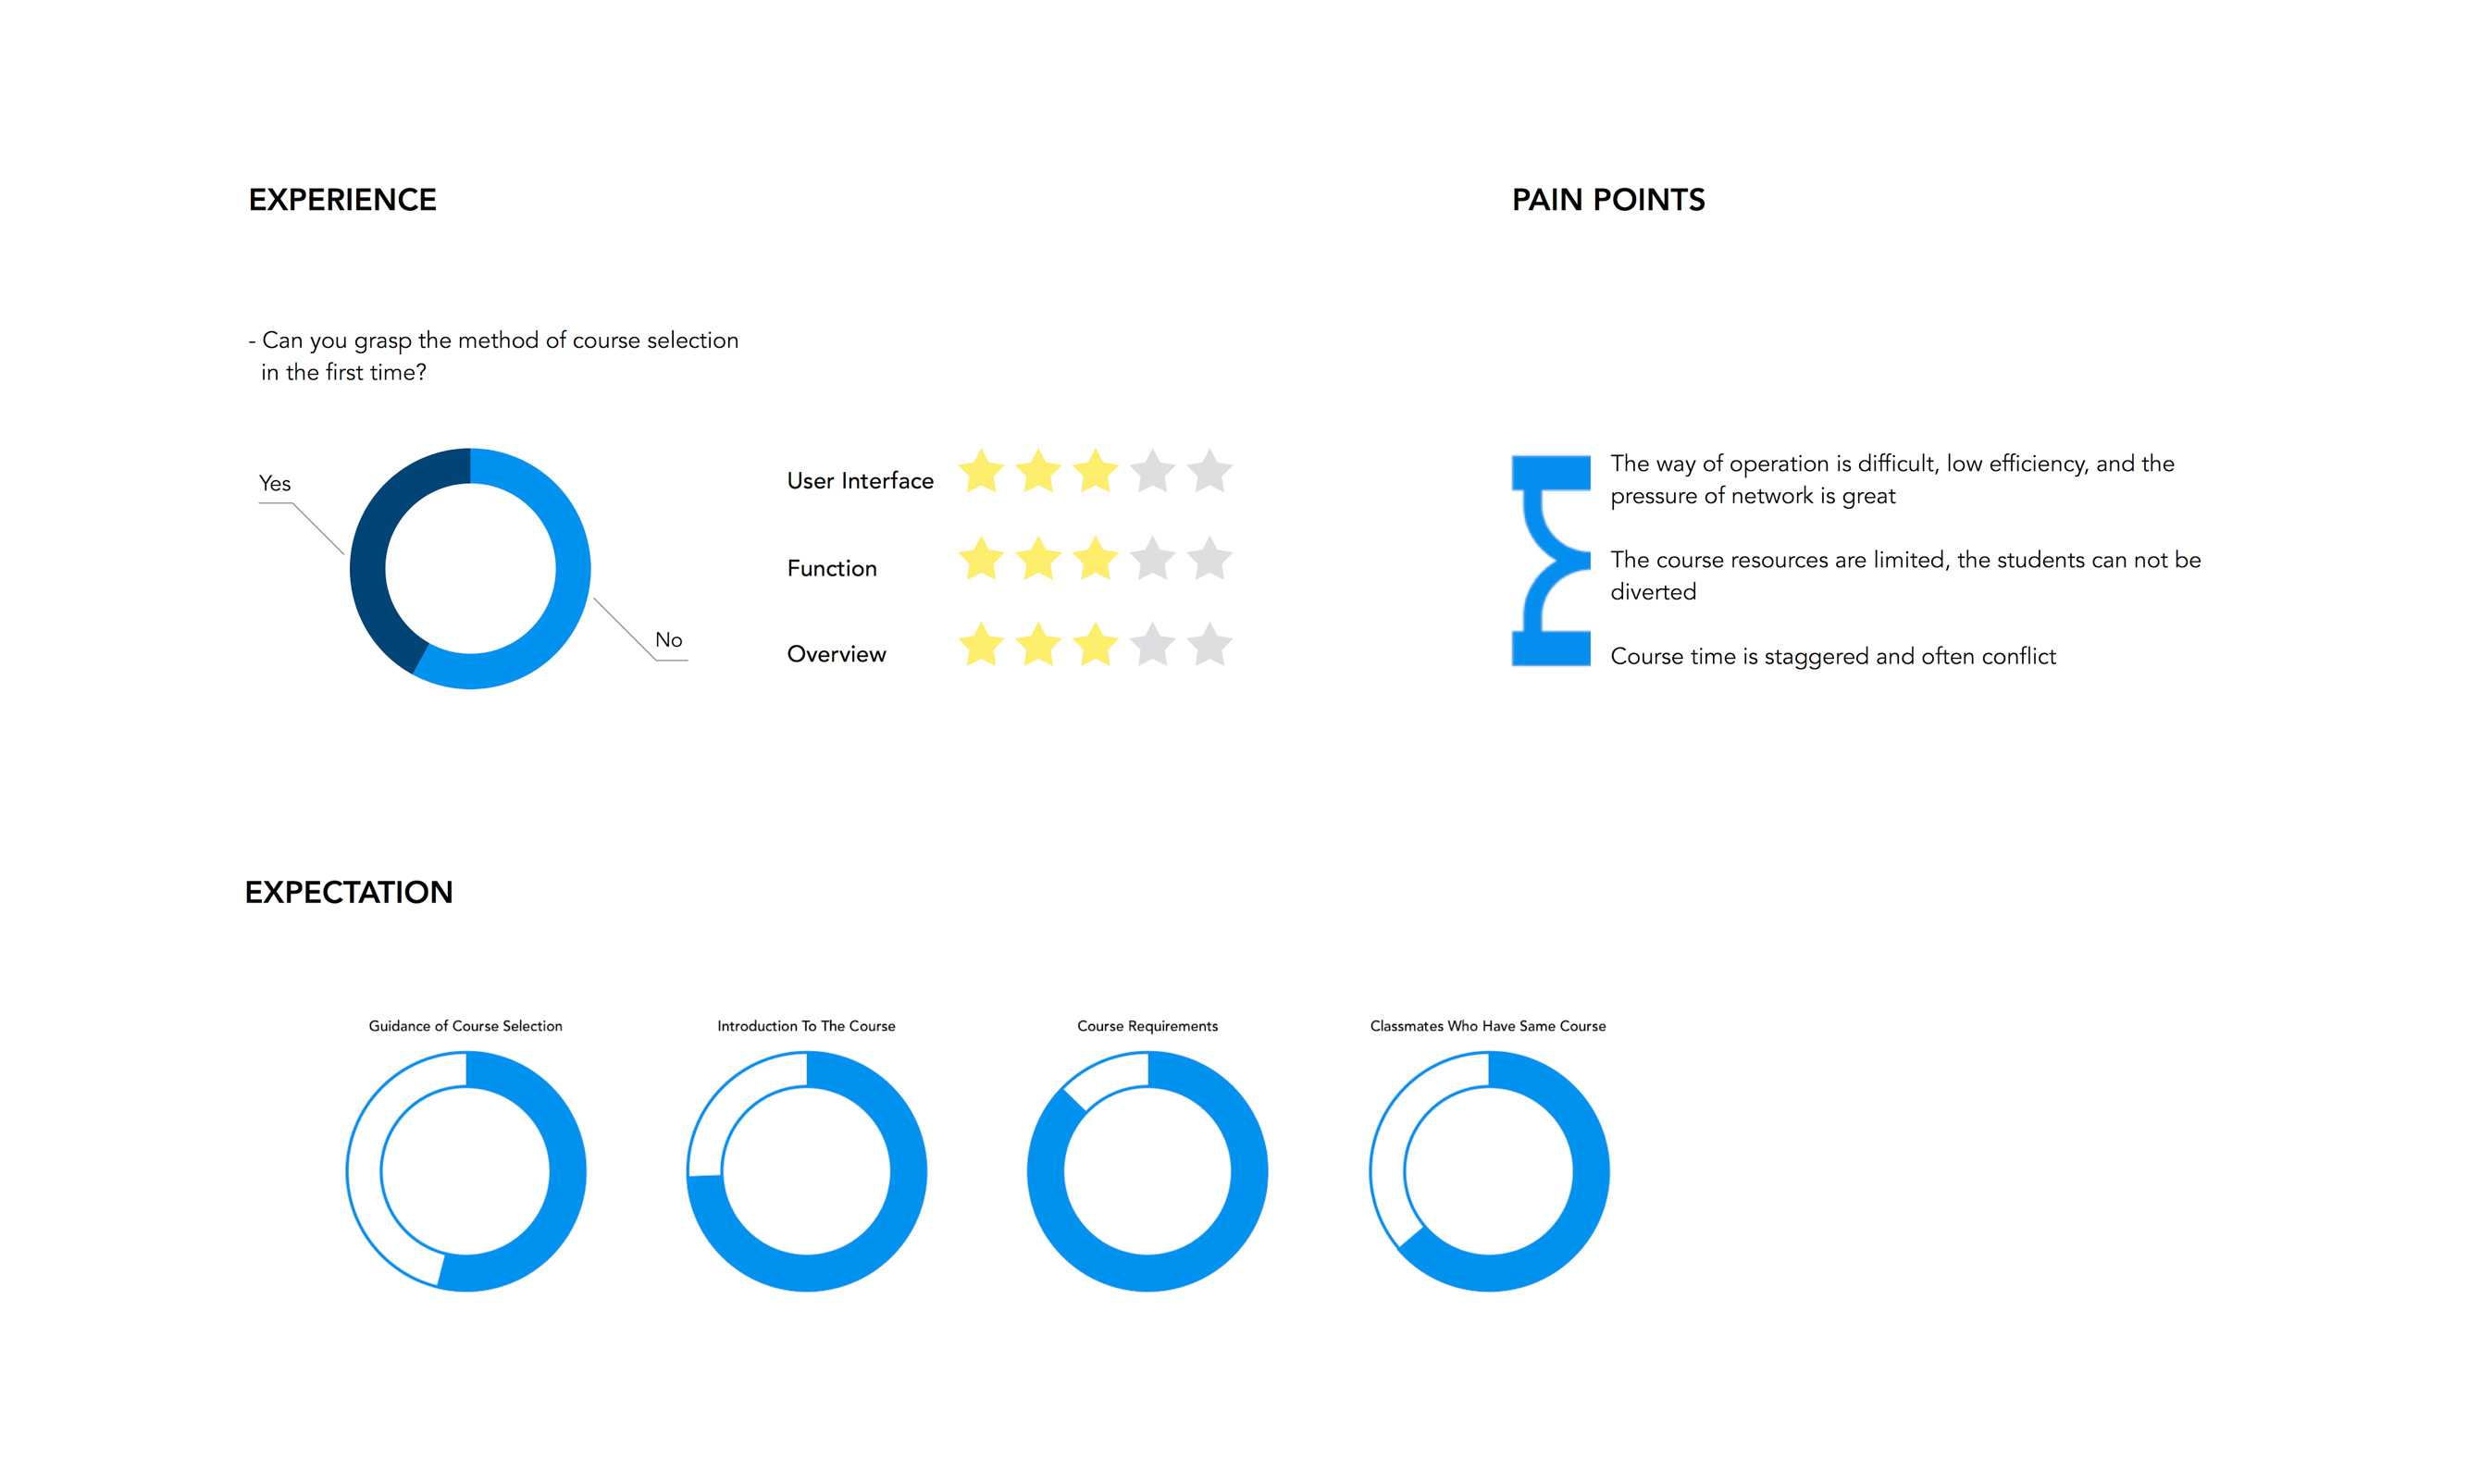 EXPERIENCE
- Can you grasp the method of course selection
in the first time?
Yes
No
User Interface
Function
Overview
PAIN POINTS
The way of operation is difficult, low efficiency, and the
pressure of network is great
The course resources are limited, the students can not be
diverted
Course time is staggered and often conflict
EXPECTATION
Guidance of Course Selection
Introduction To The Course
Course Requirements
Classmates Who Have Same Course